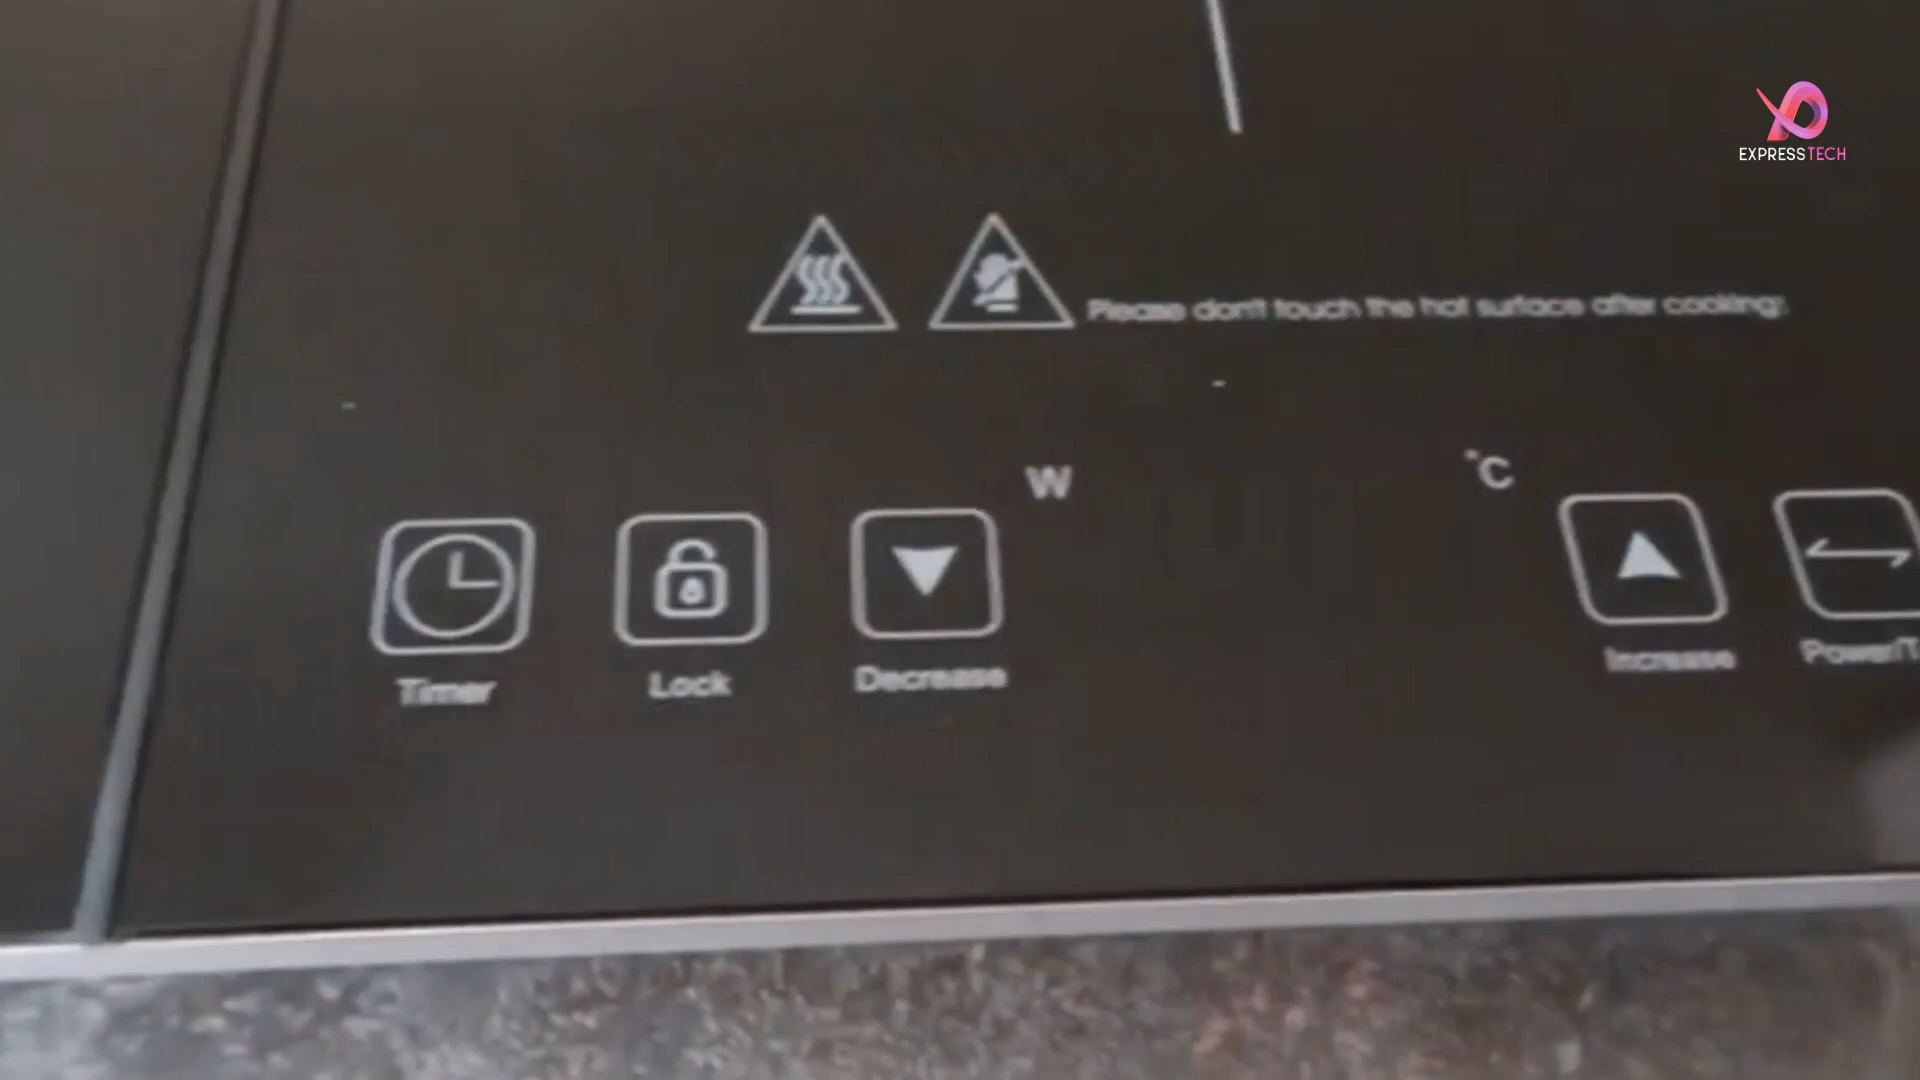 EXPRESSTECH
Please don't touch the hot surface after cooking!
W
°C
Timer
Lock
Decrease
Increase